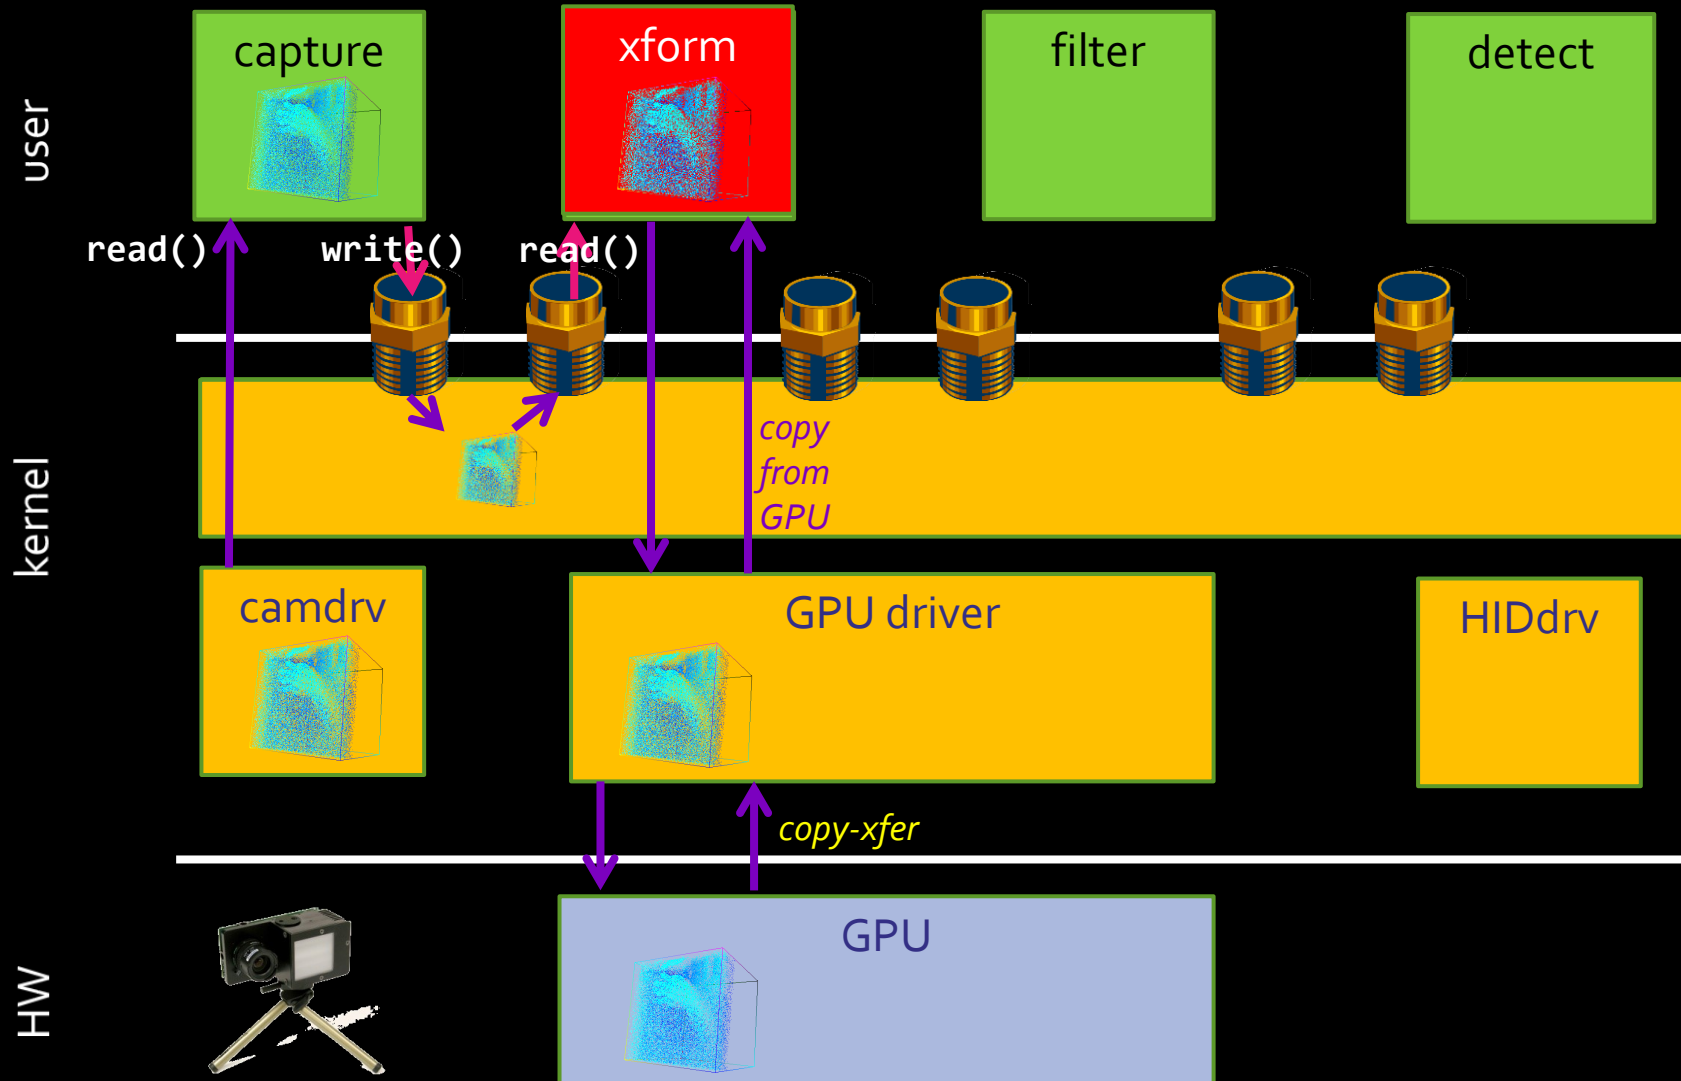 user
capture
xform
filter
detect
read()
write()
read()
kernel
copy
from
GPU
camdrv
GPU driver
HIDdrv
copy-xfer
HW
GPU